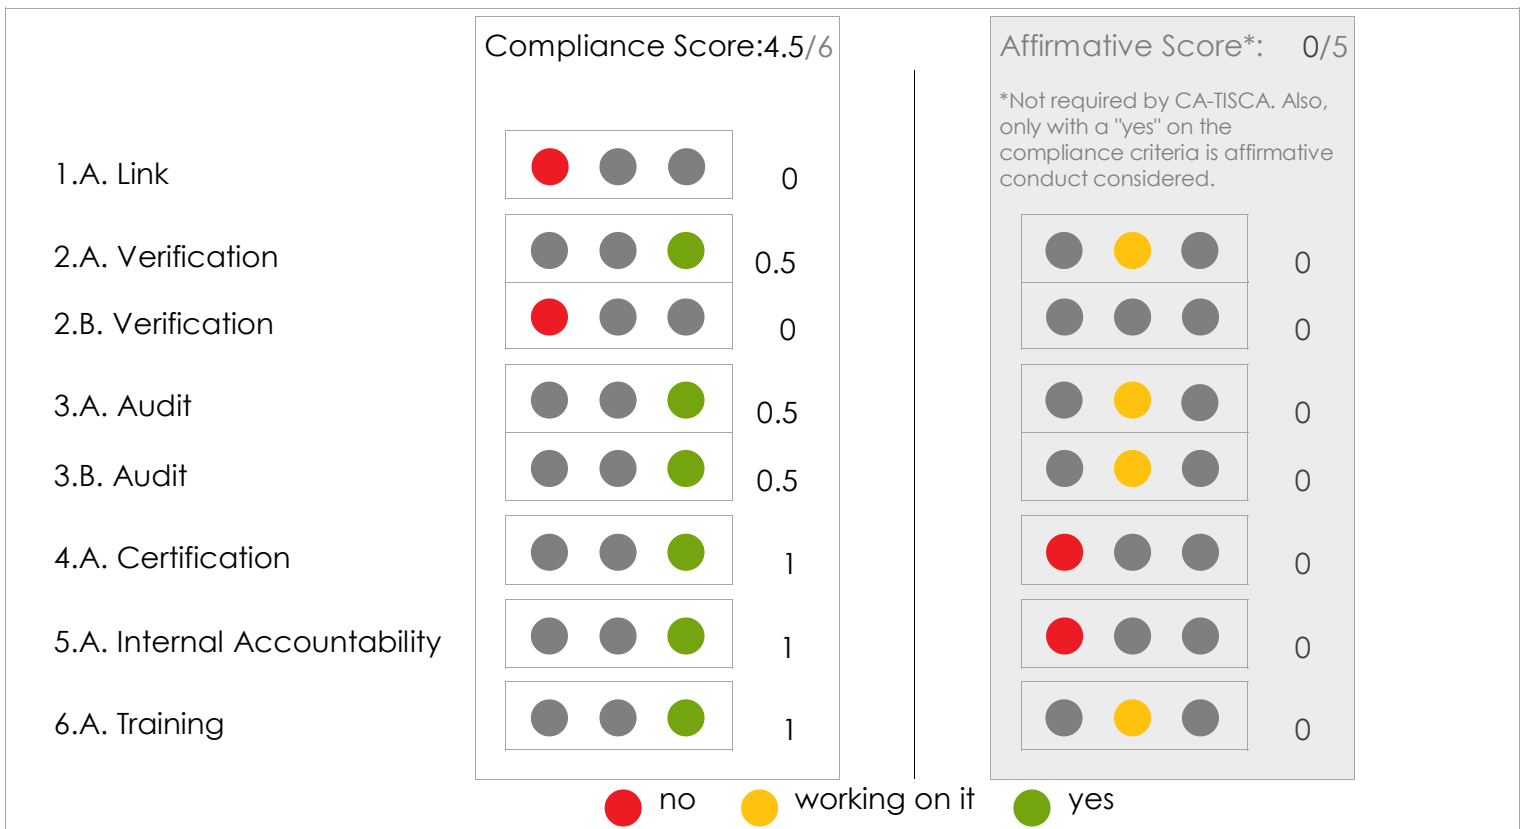 Compliance Score:4.5/6
Affirmative Score*: 0/5
*Not required by CA-TISCA. Also,
only with a "yes" on the
compliance criteria is affirmative
conduct considered.
1.A. Link 0
2.A. Verification 0.5 0
2.B. Verification 0 0
3.A. Audit 0.5 0
3.B. Audit 0.5 0
4.A. Certification 1 0
5.A. Internal Accountability 1 0
6.A. Training 1 0
no working on it yes